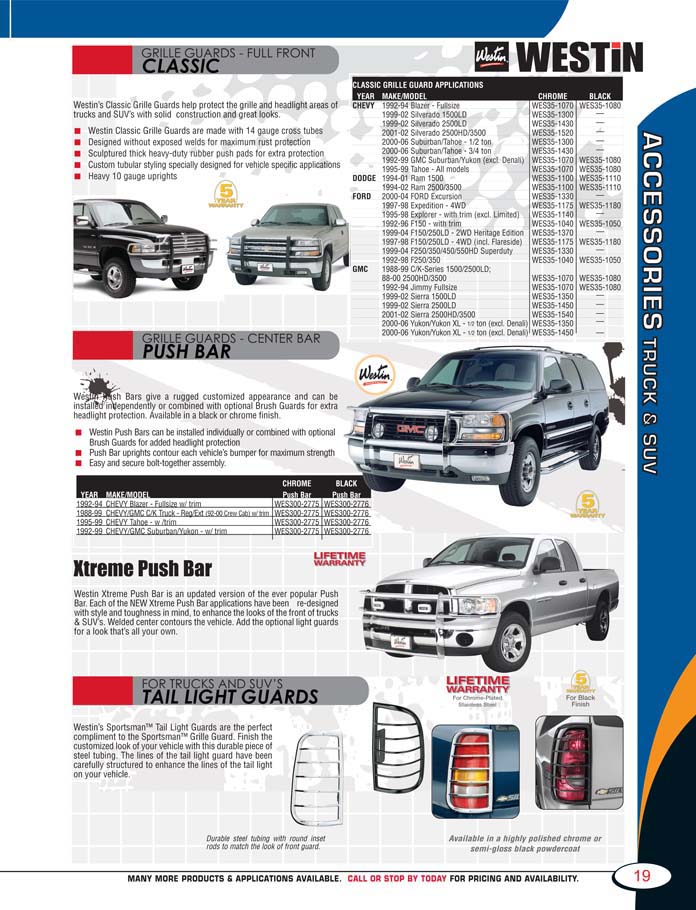 GRILLE GUARDS - FULL FRONT
CLASSIC
Westin
WESTiN
Westin's Classic Grille Guards help protect the grille and headlight areas of
trucks and SUV's with solid construction and great looks.
Westin Classic Grille Guards are made with 14 gauge cross tubes
Designed without exposed welds for maximum rust protection
Sculptured thick heavy-duty rubber push pads for extra protection
Custom tubular styling specially designed for vehicle specific applications
Heavy 10 gauge uprights
5
YEAR
WARRANTY
CLASSIC GRILLE GUARD APPLICATIONS
YEAR MAKE/MODEL CHROME BLACK
CHEVY 1992-94 Blazer - Fullsize WES35-1070 WES35-1080
1999-02 Silverado 1500LD WES35-1300 —
1999-02 Silverado 2500LD WES35-1430 —
2001-02 Silverado 2500HD/3500 WES35-1520 —
2000-06 Suburban/Tahoe - 1/2 ton WES35-1300 —
2000-06 Suburban/Tahoe - 3/4 ton WES35-1430 —
1992-99 GMC Suburban/Yukon (excl. Denali) WES35-1070 WES35-1080
1995-99 Tahoe - All models WES35-1070 WES35-1080
DODGE 1994-01 Ram 1500 WES35-1100 WES35-1110
1994-02 Ram 2500/3500 WES35-1100 WES35-1110
FORD 2000-04 FORD Excursion WES35-1330 —
1997-98 Expedition - 4WD WES35-1175 WES35-1180
1995-98 Explorer - with trim (excl. Limited) WES35-1140 —
1992-96 F150 - with trim WES35-1040 WES35-1050
1999-04 F150/250LD - 2WD Heritage Edition WES35-1370 —
1997-98 F150/250LD - 4WD (incl. Flareside) WES35-1175 WES35-1180
1999-04 F250/350/450/550HD Superduty WES35-1330 —
1992-98 F250/350 WES35-1040 WES35-1050
GMC 1988-99 C/K-Series 1500/2500LD;
88-00 2500HD/3500 WES35-1070 WES35-1080
1992-94 Jimmy Fullsize WES35-1070 WES35-1080
1999-02 Sierra 1500LD WES35-1350 —
1999-02 Sierra 2500LD WES35-1450 —
2001-02 Sierra 2500HD/3500 WES35-1540 —
2000-06 Yukon/Yukon XL - 1/2 ton (excl. Denali) WES35-1350 —
2000-06 Yukon/Yukon XL - 1/2 ton (excl. Denali) WES35-1450 —
ACCESSORIES TRUCK & SUV
GRILLE GUARDS - CENTER BAR
PUSH BAR
Westin Push Bars give a rugged customized appearance and can be
installed independently or combined with optional Brush Guards for extra
headlight protection. Available in a black or chrome finish.
Westin Push Bars can be installed individually or combined with optional
Brush Guards for added headlight protection
Push Bar uprights contour each vehicle's bumper for maximum strength
Easy and secure bolt-together assembly.
Westin
GMC
Westin
5
YEAR
WARRANTY
CHROME BLACK
YEAR MAKE/MODEL Push Bar Push Bar
1992-94 CHEVY Blazer - Fullsize w/ trim WES300-2775 WES300-2776
1988-99 CHEVY/GMC C/K Truck - Reg/Ext (92-00 Crew Cab) w/ trim WES300-2775 WES300-2776
1995-99 CHEVY Tahoe - w /trim WES300-2775 WES300-2776
1992-99 CHEVY/GMC Suburban/Yukon - w/ trim WES300-2775 WES300-2776
LIFETIME
WARRANTY
Xtreme Push Bar
Westin Xtreme Push Bar is an updated version of the ever popular Push
Bar. Each of the NEW Xtreme Push Bar applications have been re-designed
with style and toughness in mind, to enhance the looks of the front of trucks
& SUV's. Welded center contours the vehicle. Add the optional light guards
for a look that's all your own.
Westin
FOR TRUCKS AND SUV'S
TAIL LIGHT GUARDS
LIFETIME
WARRANTY
For Chrome-Plated
Stainless Steel
5
YEAR
WARRANTY
For Black
Finish
Westin's Sportsman™ Tail Light Guards are the perfect
compliment to the Sportsman™ Grille Guard. Finish the
customized look of your vehicle with this durable piece of
steel tubing. The lines of the tail light guard have been
carefully structured to enhance the lines of the tail light
on your vehicle.
Durable steel tubing with round inset
rods to match the look of front guard.
Available in a highly polished chrome or
semi-gloss black powdercoat
MANY MORE PRODUCTS & APPLICATIONS AVAILABLE. CALL OR STOP BY TODAY FOR PRICING AND AVAILABILITY.
19